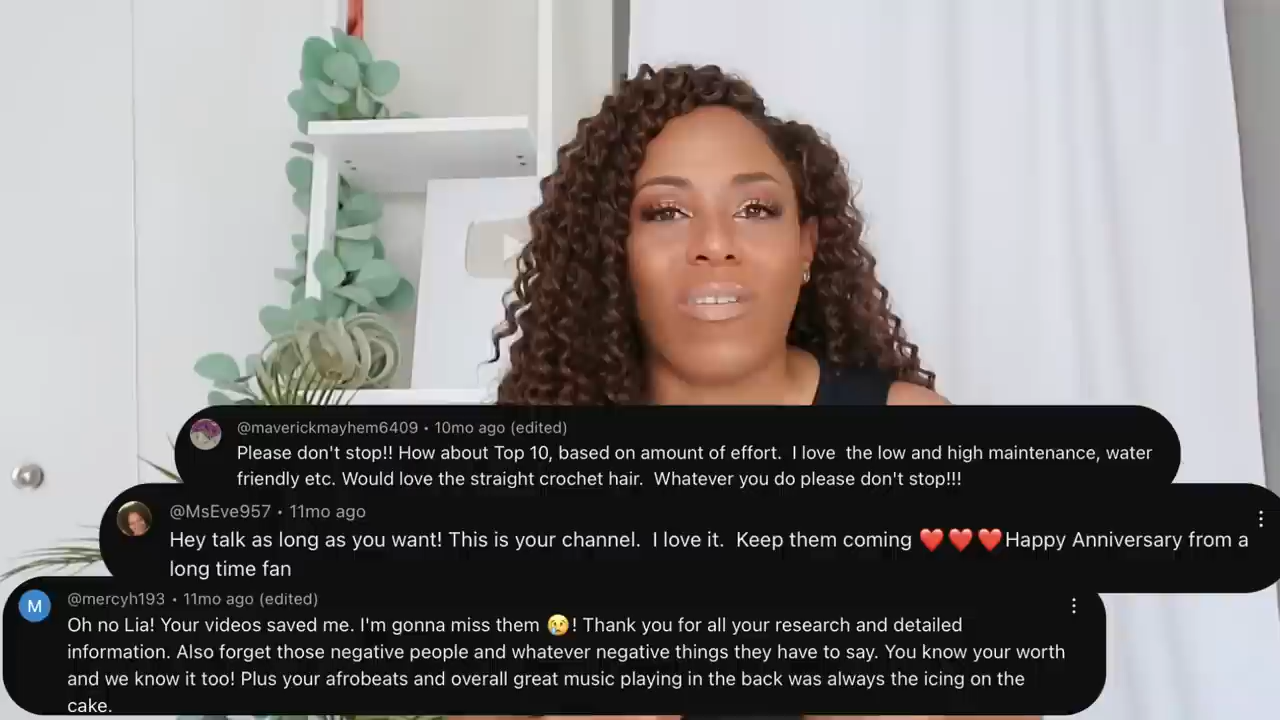 @maverickmayhem6409 • 10mo ago (edited)
Please don't stop!! How about Top 10, based on amount of effort.  I love  the low and high maintenance, water
friendly etc. Would love the straight crochet hair.  Whatever you do please don't stop!!!
@MsEve957 • 11mo ago
Hey talk as long as you want! This is your channel.  I love it.  Keep them coming ❤️❤️❤️Happy Anniversary from a
long time fan
M
@mercyh193 • 11mo ago (edited)
Oh no Lia! Your videos saved me. I'm gonna miss them 😢! Thank you for all your research and detailed
information. Also forget those negative people and whatever negative things they have to say. You know your worth
and we know it too! Plus your afrobeats and overall great music playing in the back was always the icing on the
cake.